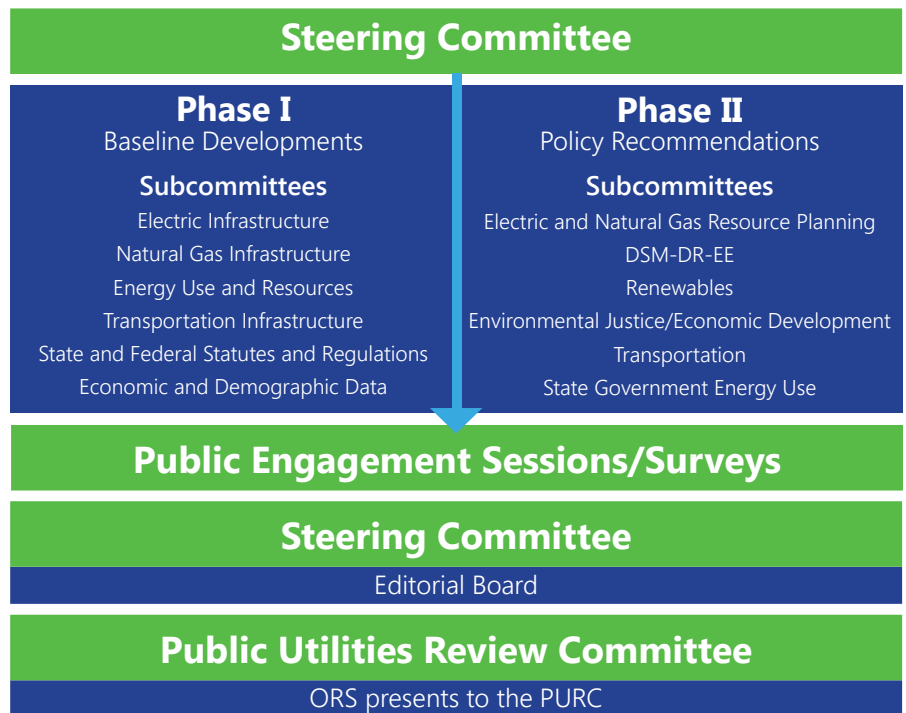 Steering Committee
Phase I
Baseline Developments
Subcommittees
Electric Infrastructure
Natural Gas Infrastructure
Energy Use and Resources
Transportation Infrastructure
State and Federal Statutes and Regulations
Economic and Demographic Data
Phase II
Policy Recommendations
Subcommittees
Electric and Natural Gas Resource Planning
DSM-DR-EE
Renewables
Environmental Justice/Economic Development
Transportation
State Government Energy Use
Public Engagement Sessions/Surveys
Steering Committee
Editorial Board
Public Utilities Review Committee
ORS presents to the PURC